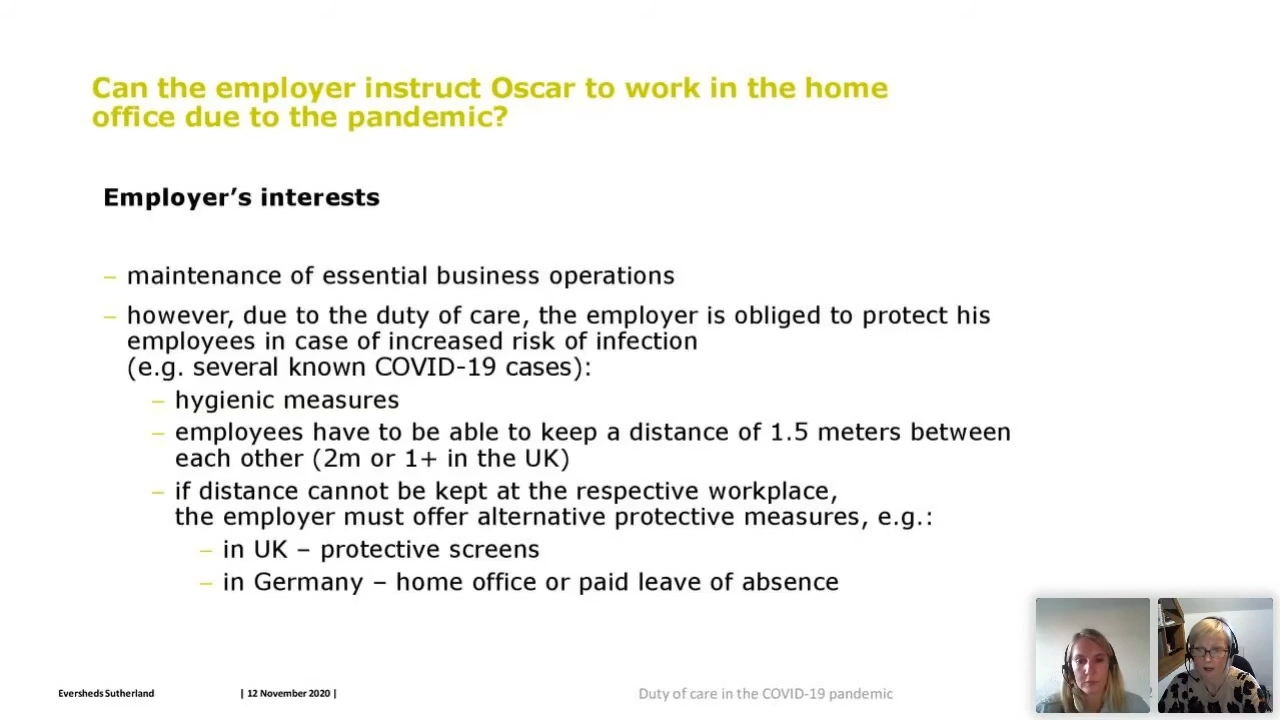 Can the employer instruct Oscar to work in the home
office due to the pandemic?
Employer’s interests
– maintenance of essential business operations
– however, due to the duty of care, the employer is obliged to protect his
employees in case of increased risk of infection
(e.g. several known COVID-19 cases):
– hygienic measures
– employees have to be able to keep a distance of 1.5 meters between
each other (2m or 1+ in the UK)
– if distance cannot be kept at the respective workplace,
the employer must offer alternative protective measures, e.g.:
– in UK – protective screens
– in Germany – home office or paid leave of absence
Eversheds Sutherland | 12 November 2020 | Duty of care in the COVID-19 pandemic